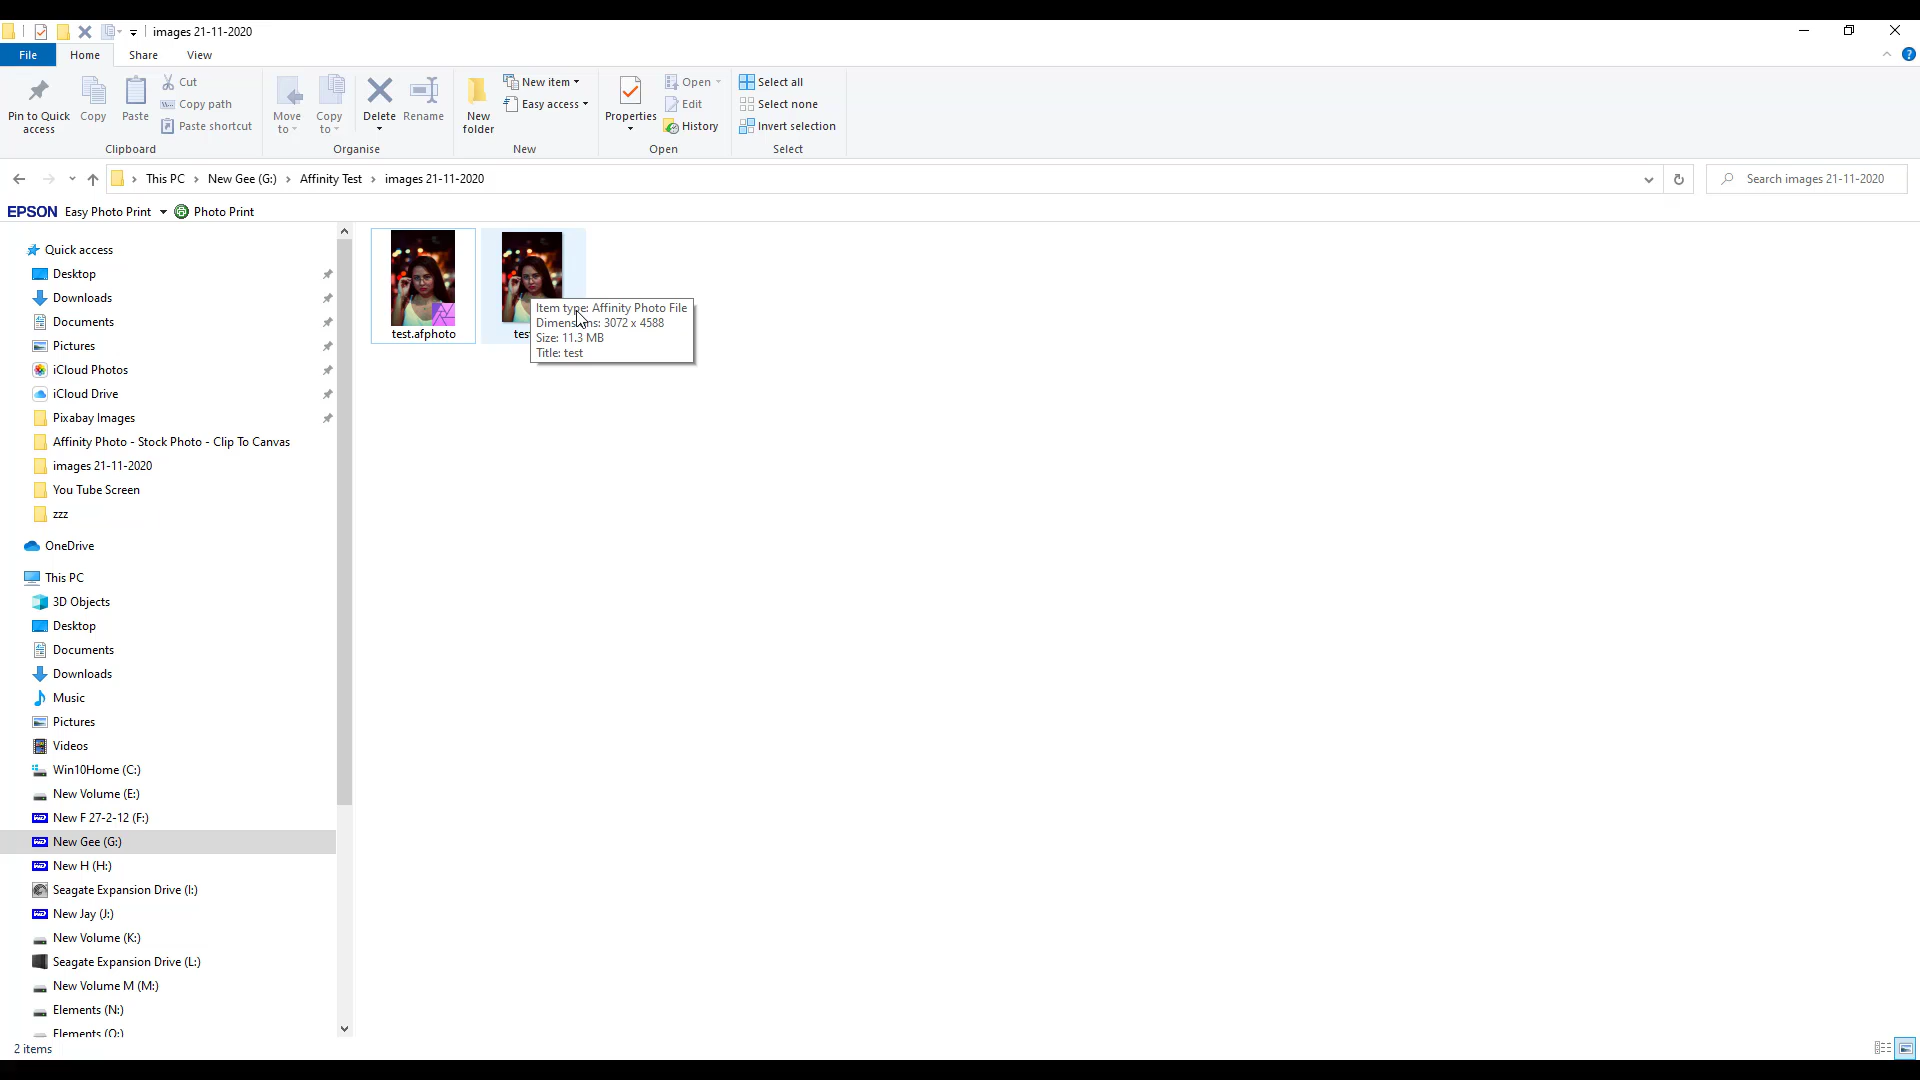 images 21-11-2020
File Home Share View
Pin to Quick access
Copy
Paste
Cut
Copy path
Paste shortcut
Clipboard
Move to
Copy to
Delete
Rename
Organise
New folder
New item
Easy access
New
Properties
Open
Edit
History
Open
Select all
Select none
Invert selection
Select
This PC > New Gee (G:) > Affinity Test > images 21-11-2020
Search images 21-11-2020
EPSON Easy Photo Print Photo Print
Quick access
Desktop
Downloads
Documents
Pictures
iCloud Photos
iCloud Drive
Pixabay Images
Affinity Photo - Stock Photo - Clip To Canvas
images 21-11-2020
You Tube Screen
zzz
OneDrive
This PC
3D Objects
Desktop
Documents
Downloads
Music
Pictures
Videos
Win10Home (C:)
New Volume (E:)
New F 27-2-12 (F:)
New Gee (G:)
New H (H:)
Seagate Expansion Drive (I:)
New Jay (J:)
New Volume (K:)
Seagate Expansion Drive (L:)
New Volume M (M:)
Elements (N:)
Elements (O:)
test.afphoto
Item type: Affinity Photo File
Dimensions: 3072 x 4588
Size: 11.3 MB
Title: test
2 items